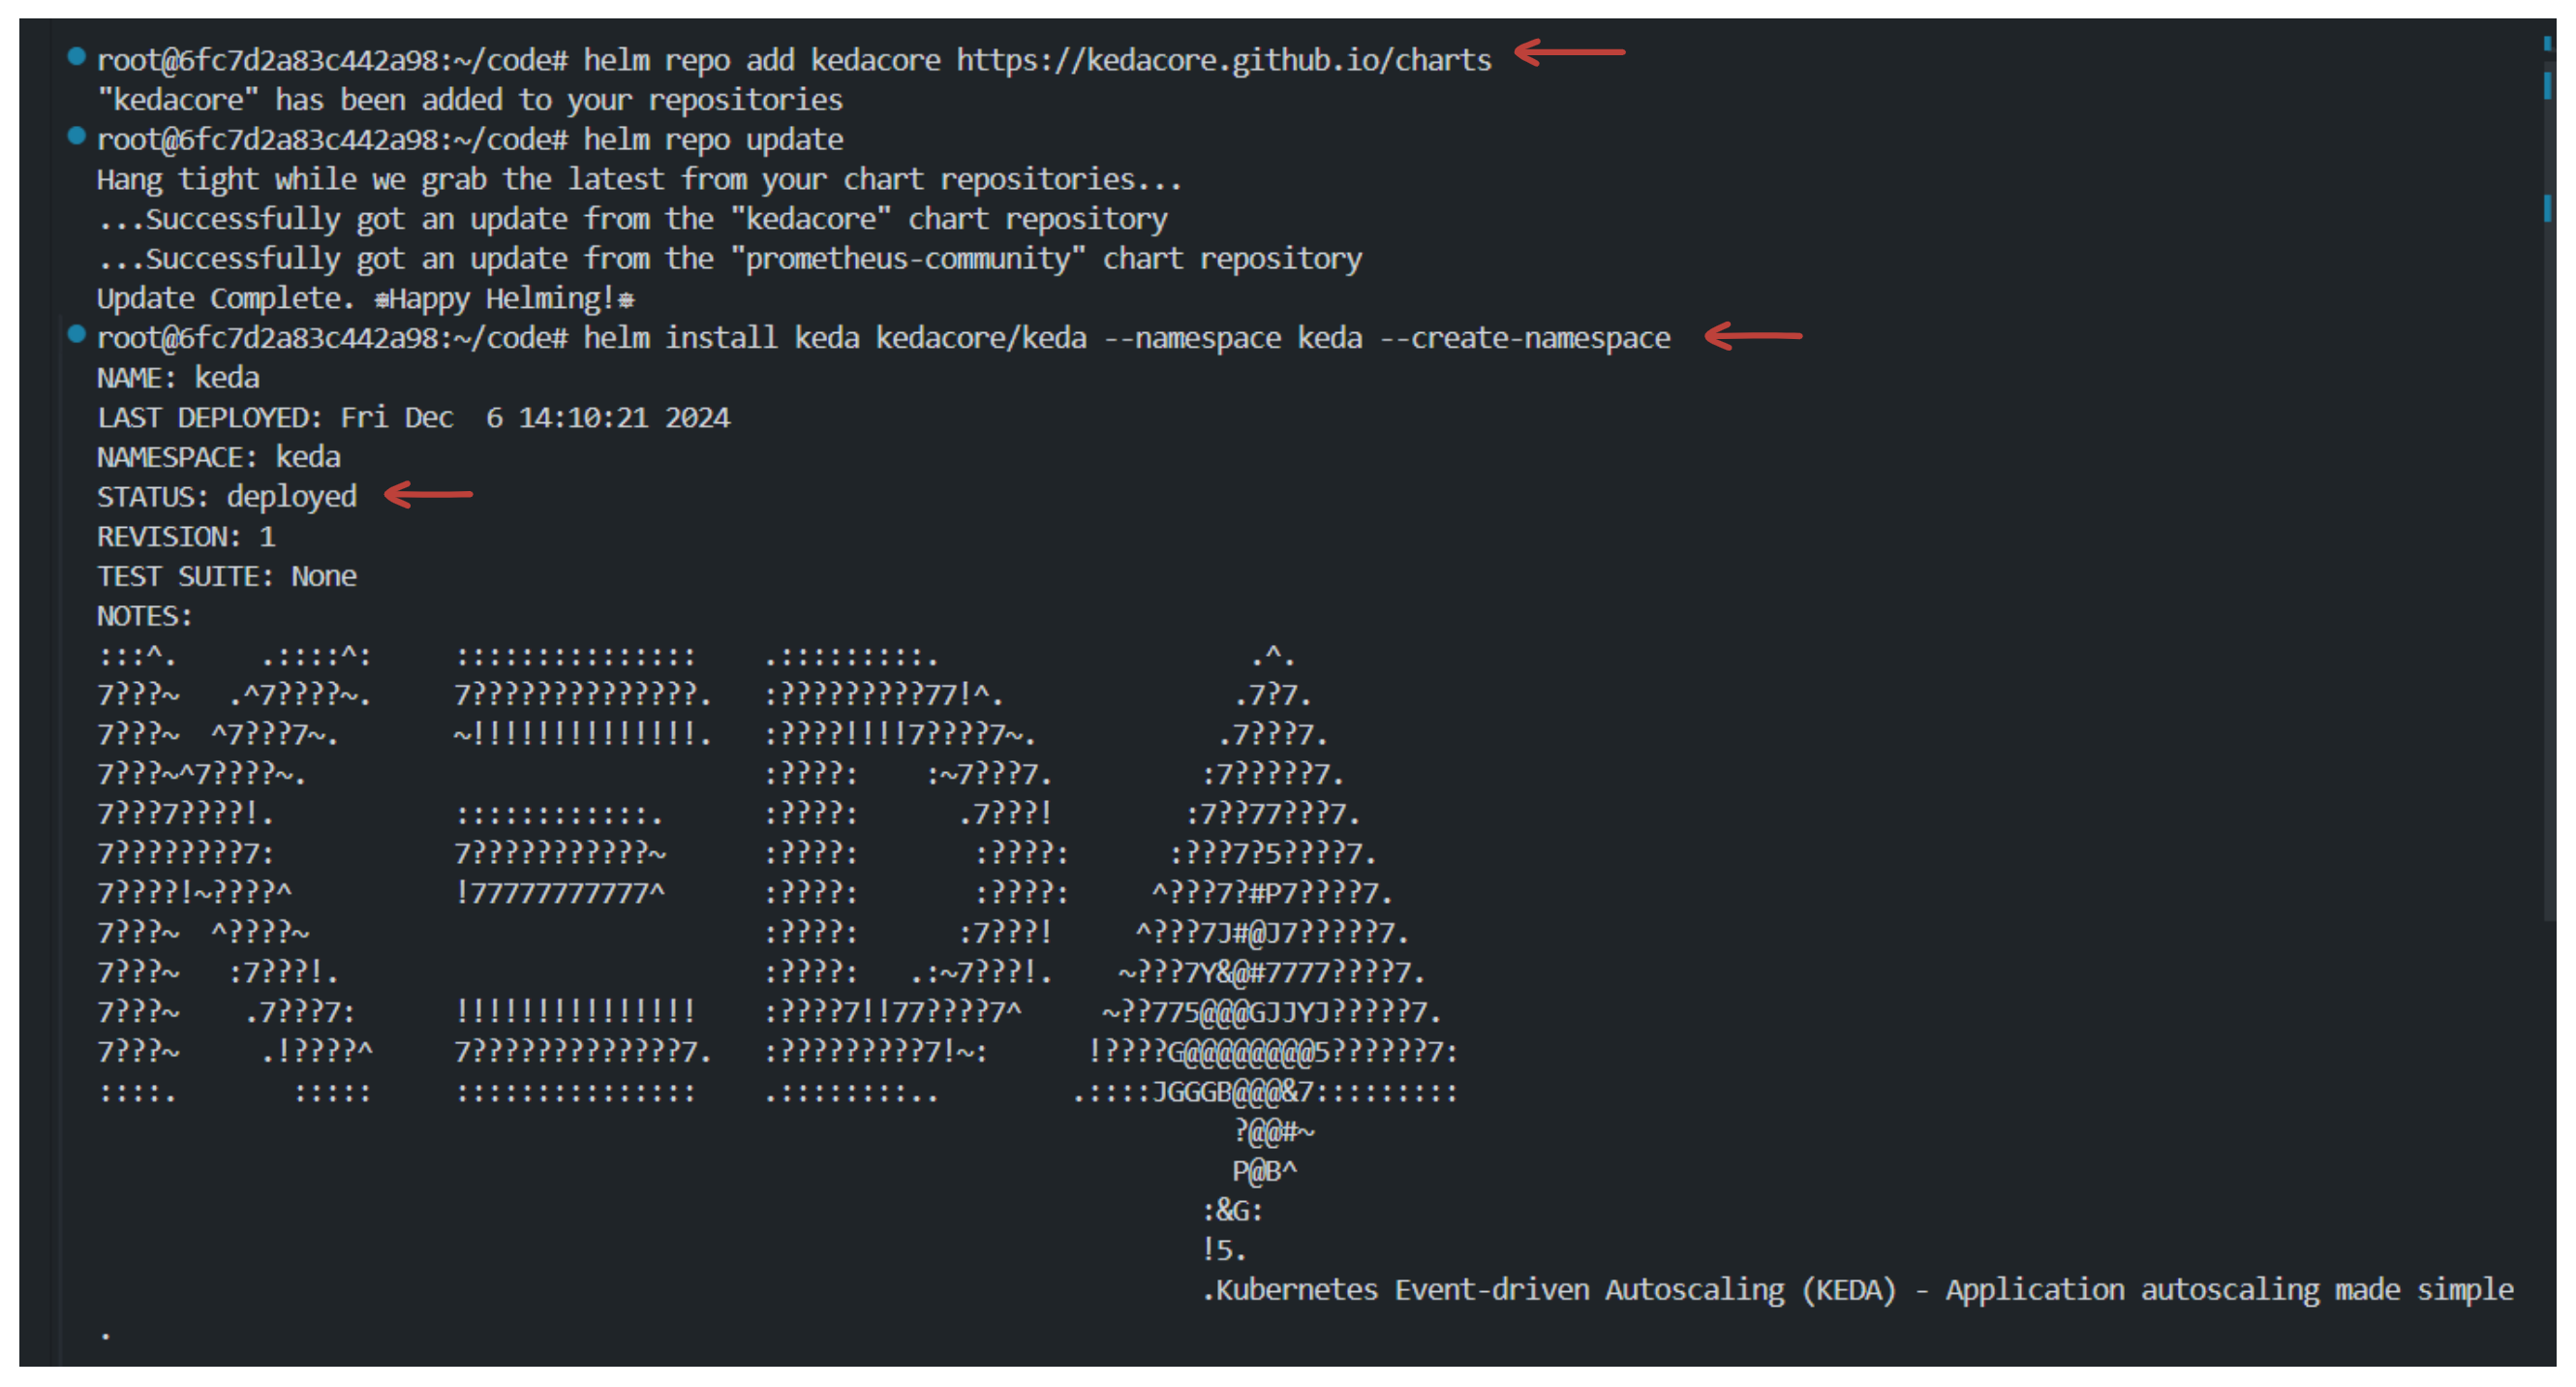 root@6fc7d2a83c442a98:~/code# helm repo add kedacore https://kedacore.github.io/charts
"kedacore" has been added to your repositories
root@6fc7d2a83c442a98:~/code# helm repo update
Hang tight while we grab the latest from your chart repositories...
...Successfully got an update from the "kedacore" chart repository
...Successfully got an update from the "prometheus-community" chart repository
Update Complete. ⎈Happy Helming!⎈
root@6fc7d2a83c442a98:~/code# helm install keda kedacore/keda --namespace keda --create-namespace
NAME: keda
LAST DEPLOYED: Fri Dec  6 14:10:21 2024
NAMESPACE: keda
STATUS: deployed
REVISION: 1
TEST SUITE: None
NOTES:
:::^.     .::::^:     :::::::::::::::    .:::::::::.                   .^.
7???~   .^7????~.     7??????????????.   :?????????77!^.              .7?7.
7???~  ^7???7~.       ~!!!!!!!!!!!!!!.   :????!!!!7????7~.           .7???7.
7???~^7????~.                            :????:    :~7???7.         :7?????7.
7???7????!.           ::::::::::::.      :????:      .7???!        :7??77???7.
7????????7:           7???????????~      :????:       :????:      :???7?5????7.
7????!~????^          !77777777777^      :????:       :????:     ^???7?#P7????7.
7???~  ^????~                            :????:      :7???!     ^???7J#@J7?????7.
7???~   :7???!.                          :????:   .:~7???!.    ~???7Y&@#7777????7.
7???~    .7???7:      !!!!!!!!!!!!!!!    :????7!!77????7^     ~??775@@@GJJYJ?????7.
7???~     .!????^     7?????????????7.   :?????????7!~:      !????G@@@@@@@@5??????7:
::::.       :::::     :::::::::::::::    .::::::::..        .::::JGGGB@@@&7:::::::::
                                                                      ?@@#~
                                                                      P@B^
                                                                    :&G:
                                                                    !5.
                                                                    .Kubernetes Event-driven Autoscaling (KEDA) - Application autoscaling made simple
.